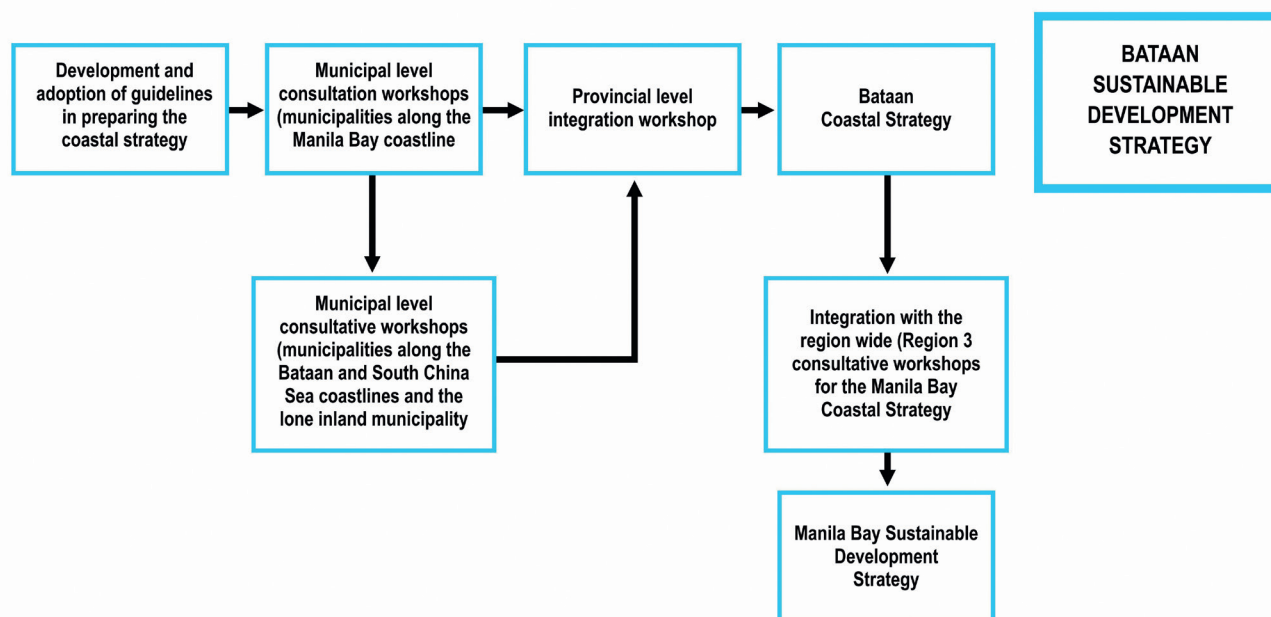 Development and
adoption of guidelines
in preparing the
coastal strategy
Municipal level
consultation workshops
(municipalities along the
Manila Bay coastline
Provincial level
integration workshop
Bataan
Coastal Strategy
BATAAN
SUSTAINABLE
DEVELOPMENT
STRATEGY
Municipal level
consultative workshops
(municipalities along the
Bataan and South China
Sea coastlines and the
lone inland municipality
Integration with the
region wide (Region 3
consultative workshops
for the Manila Bay
Coastal Strategy
Manila Bay Sustainable
Development
Strategy